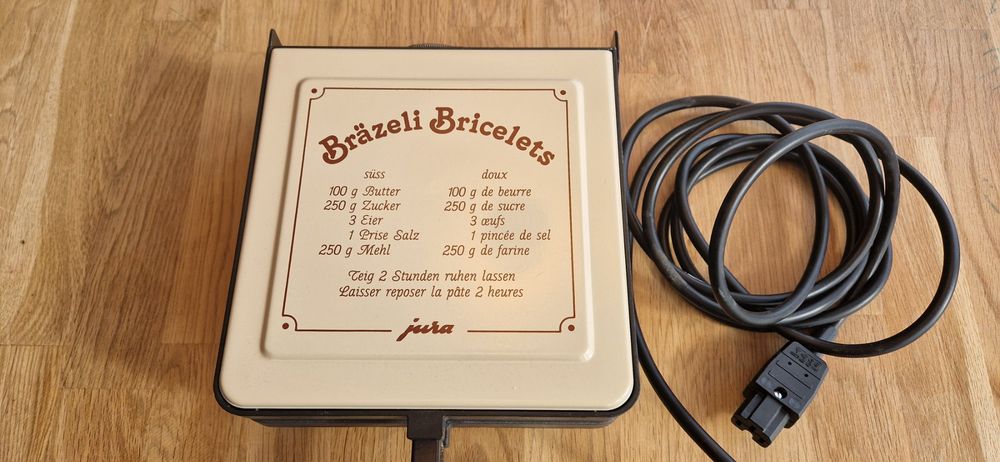 Bräzeli Bricelets
süss
100 g Butter
250 g Zucker
3 Eier
1 Prise Salz
250 g Mehl
doux
100 g de beurre
250 g de sucre
3 œufs
1 pincée de sel
250 g de farine
Teig 2 Stunden ruhen lassen
Laisser reposer la pâte 2 heures
jura